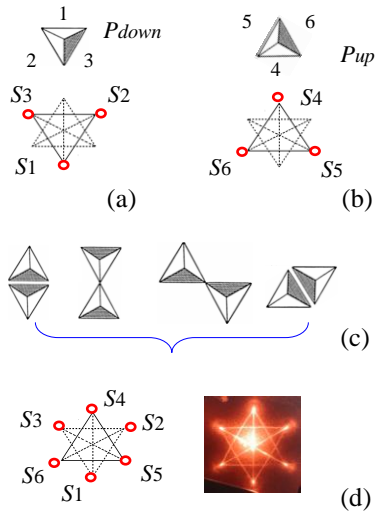 1 Pdown
2 3
S3 S2
S1
(a)
5 6
4 Pup
S4
S6 S5
(b)
(c)
S4
S3 S2
S6 S5
S1
(d)